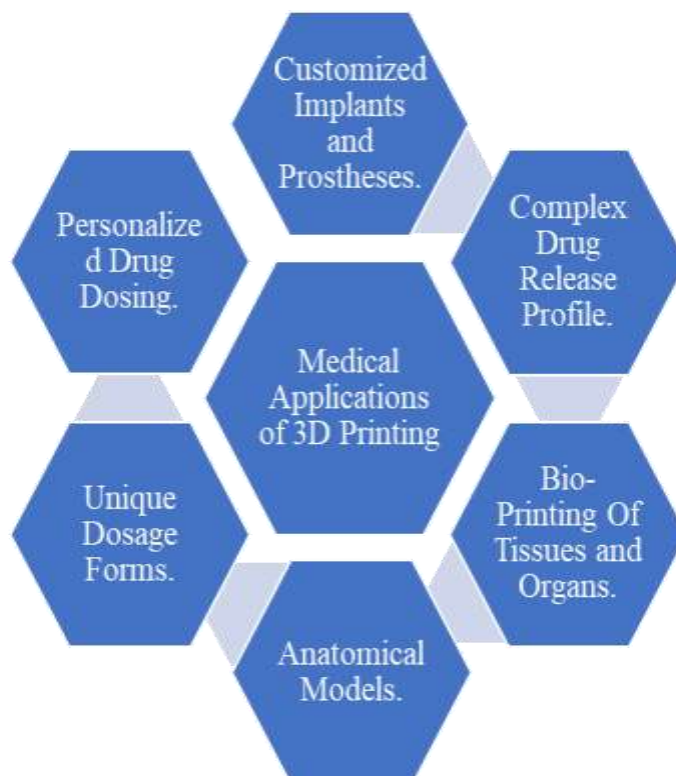 Customized
Implants
and
Prostheses.
Personalize
d Drug
Dosing.
Complex
Drug
Release
Profile.
Medical
Applications
of 3D Printing
Unique
Dosage
Forms.
Bio-
Printing Of
Tissues and
Organs.
Anatomical
Models.